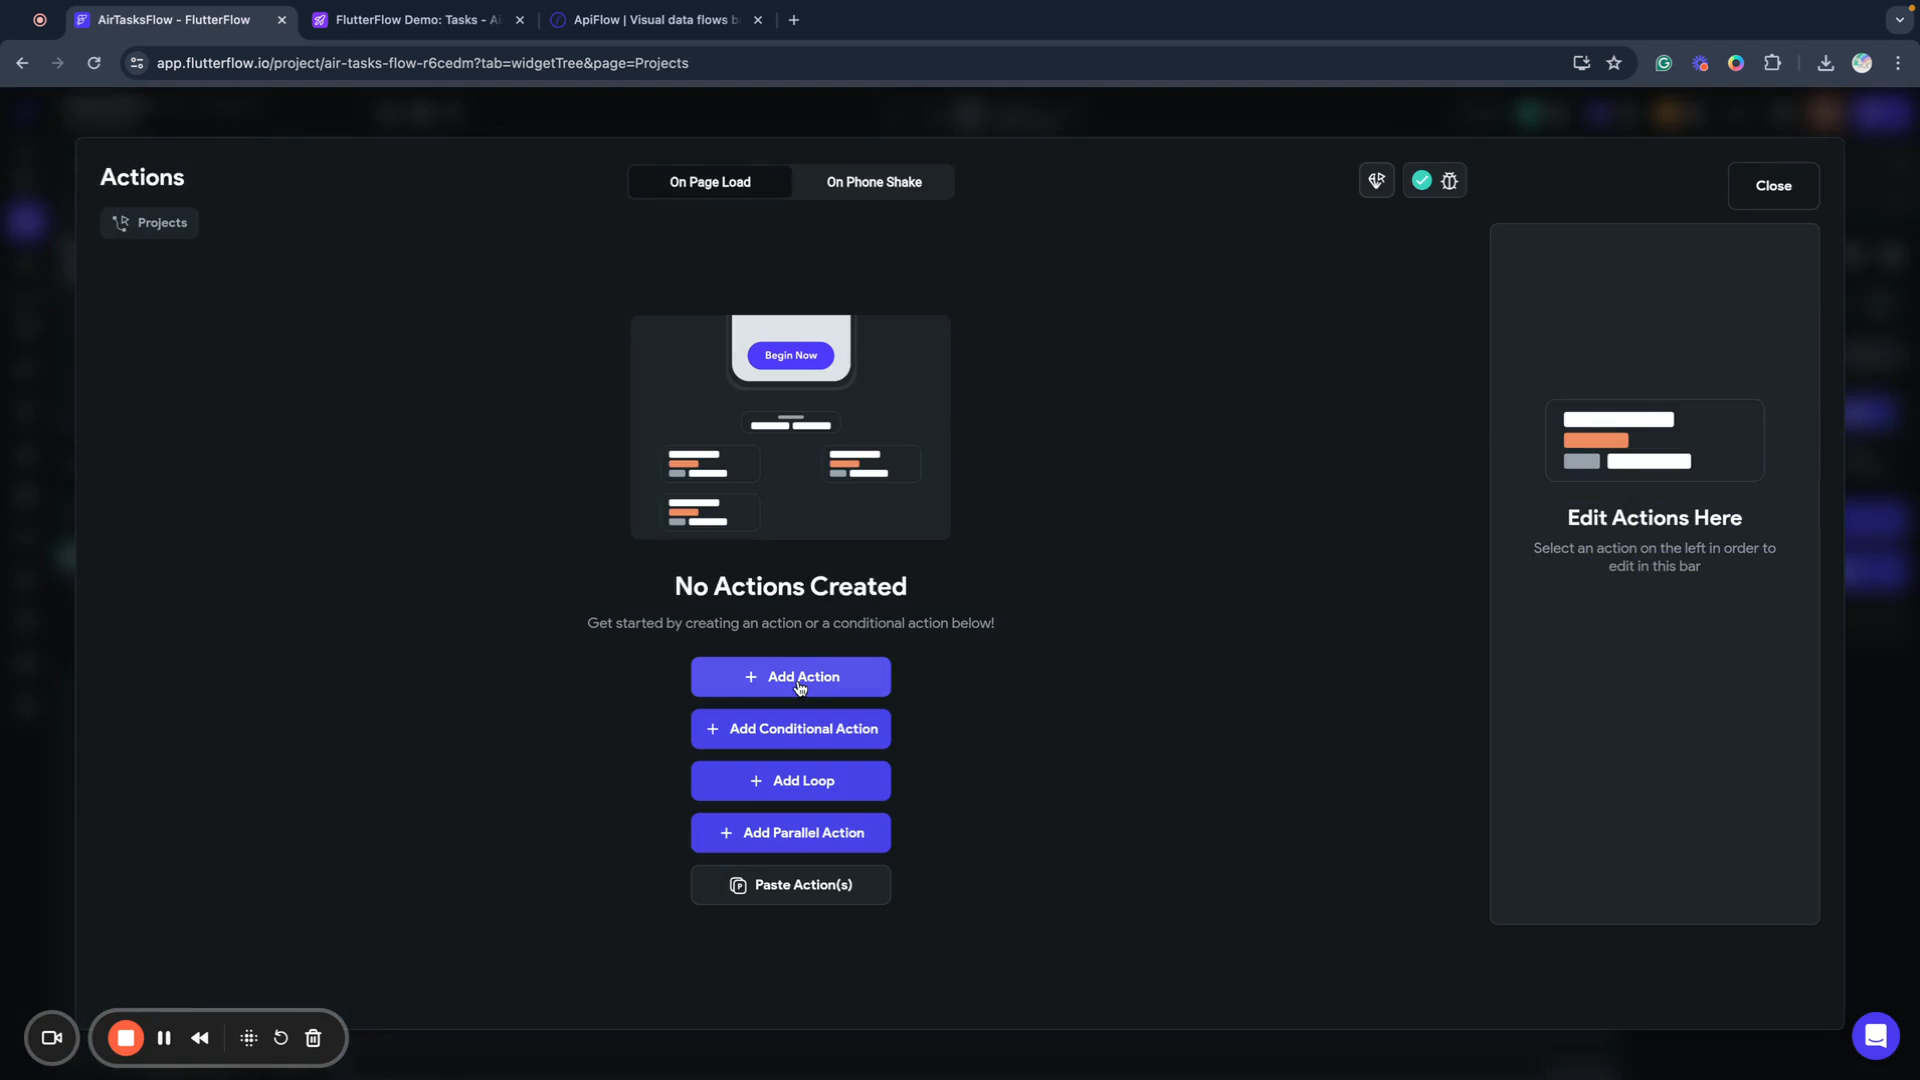 AirTasksFlow - FlutterFlow
FlutterFlow Demo: Tasks - Ai
ApiFlow | Visual data flows b
app.flutterflow.io/project/air-tasks-flow-r6cedm?tab=widgetTree&page=Projects
Actions
On Page Load
On Phone Shake
Close
Projects
Begin Now
No Actions Created
Get started by creating an action or a conditional action below!
Add Action
Add Conditional Action
Add Loop
Add Parallel Action
Paste Action(s)
Edit Actions Here
Select an action on the left in order to
edit in this bar